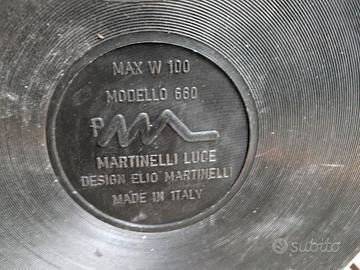 MAX W 100
MODELLO 660
MARTINELLI LUCE
DESIGN ELIO MARTINELLI
MADE IN ITALY
subito